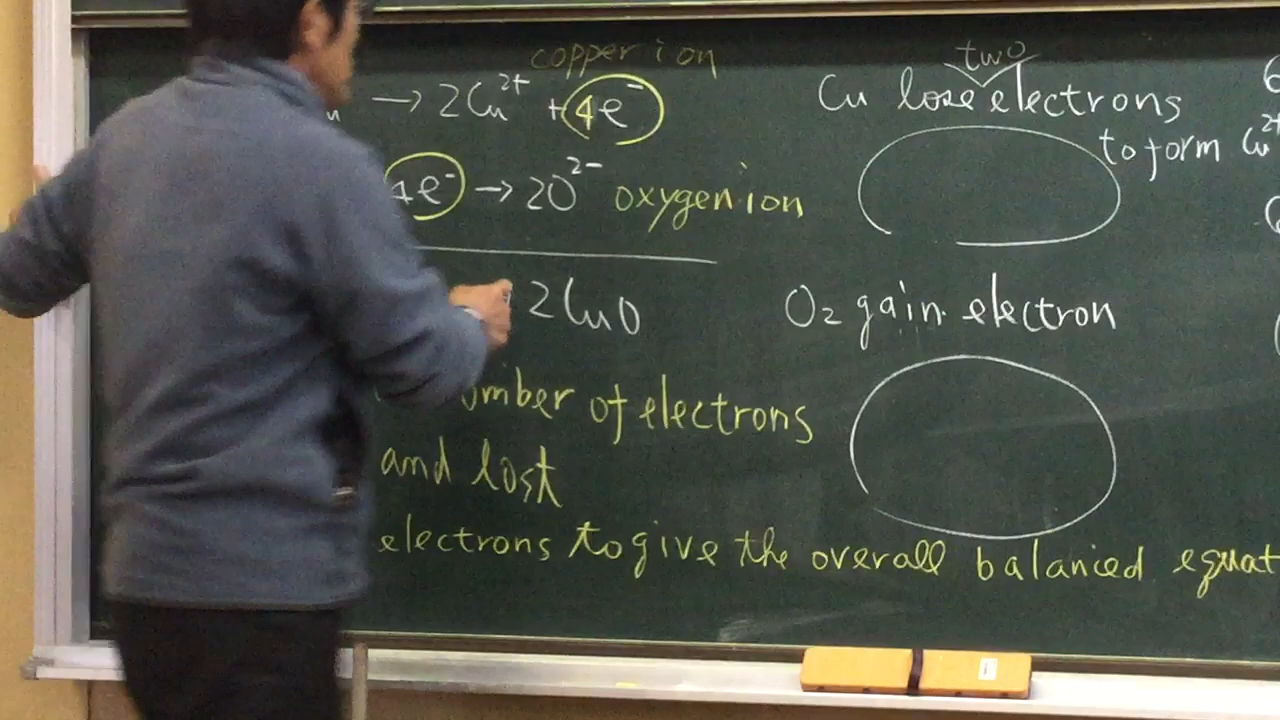 copper ion
→ 2Cu²⁺ + 4e⁻
4e⁻ → 2O²⁻ oxygen ion
2CuO
umber of electrons
and lost
electrons to give the overall balanced equat
two
Cu lose electrons
to form Cu²⁺
O₂ gain electron